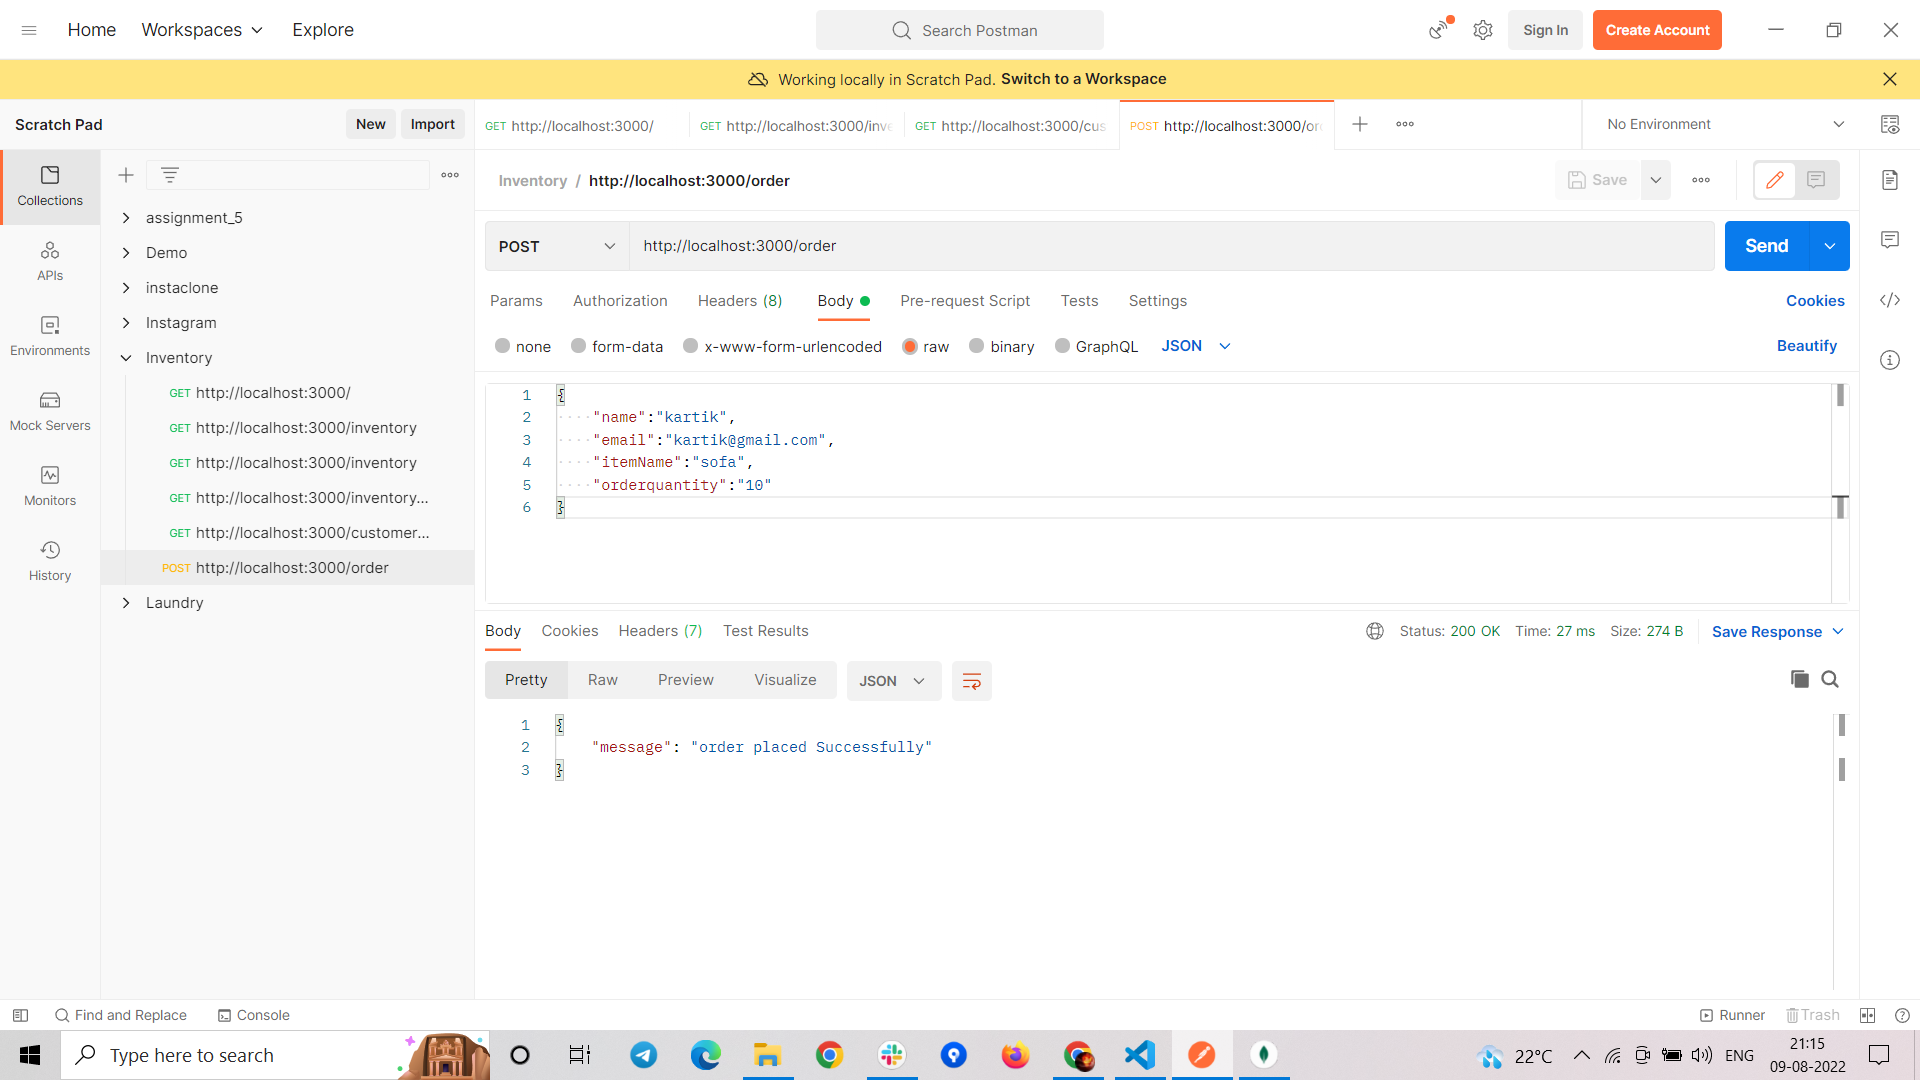 Home
Workspaces
Explore
Search Postman
Sign In
Create Account
Working locally in Scratch Pad. Switch to a Workspace
Scratch Pad
New
Import
GET http://localhost:3000/
GET http://localhost:3000/inve
GET http://localhost:3000/cus
POST http://localhost:3000/orc
No Environment
Collections
APIs
Environments
Mock Servers
Monitors
History
assignment_5
Demo
instaclone
Instagram
Inventory
GET http://localhost:3000/
GET http://localhost:3000/inventory
GET http://localhost:3000/inventory
GET http://localhost:3000/inventory...
GET http://localhost:3000/customer...
POST http://localhost:3000/order
Laundry
Inventory / http://localhost:3000/order
Save
POST
http://localhost:3000/order
Send
Params Authorization Headers (8) Body Pre-request Script Tests Settings
Cookies
none form-data x-www-form-urlencoded raw binary GraphQL JSON
Beautify
1 {
2 ····"name":"kartik",
3 ····"email":"kartik@gmail.com",
4 ····"itemName":"sofa",
5 ····"orderquantity":"10"
6 }
Body Cookies Headers (7) Test Results
Status: 200 OK Time: 27 ms Size: 274 B
Save Response
Pretty Raw Preview Visualize JSON
1 {
2 "message": "order placed Successfully"
3 }
Find and Replace
Console
Runner
Trash
Type here to search
22°C
ENG
21:15
09-08-2022